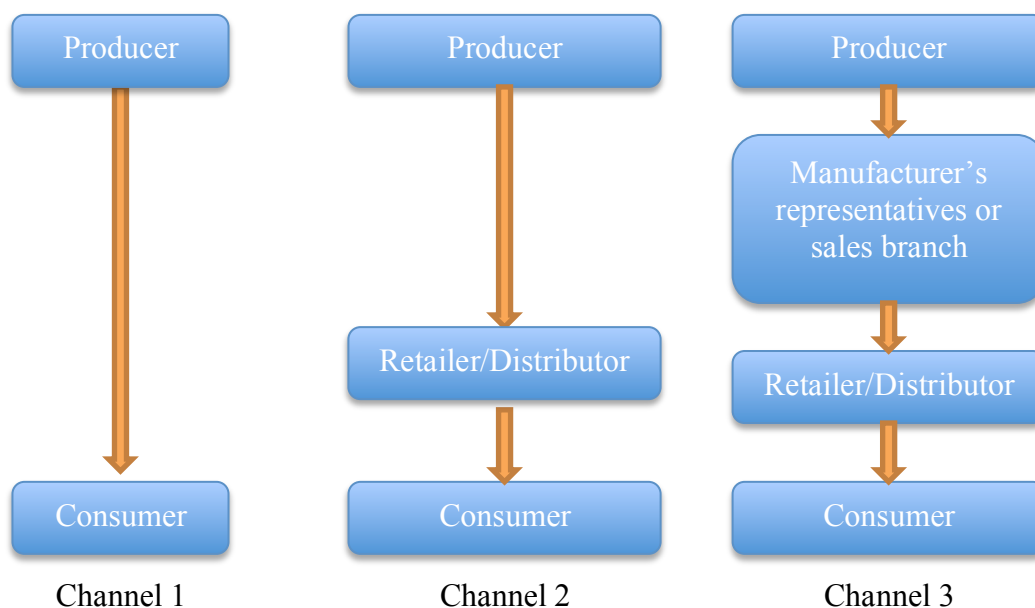 Producer
Consumer
Channel 1
Producer
Retailer/Distributor
Consumer
Channel 2
Producer
Manufacturer’s
representatives or
sales branch
Retailer/Distributor
Consumer
Channel 3